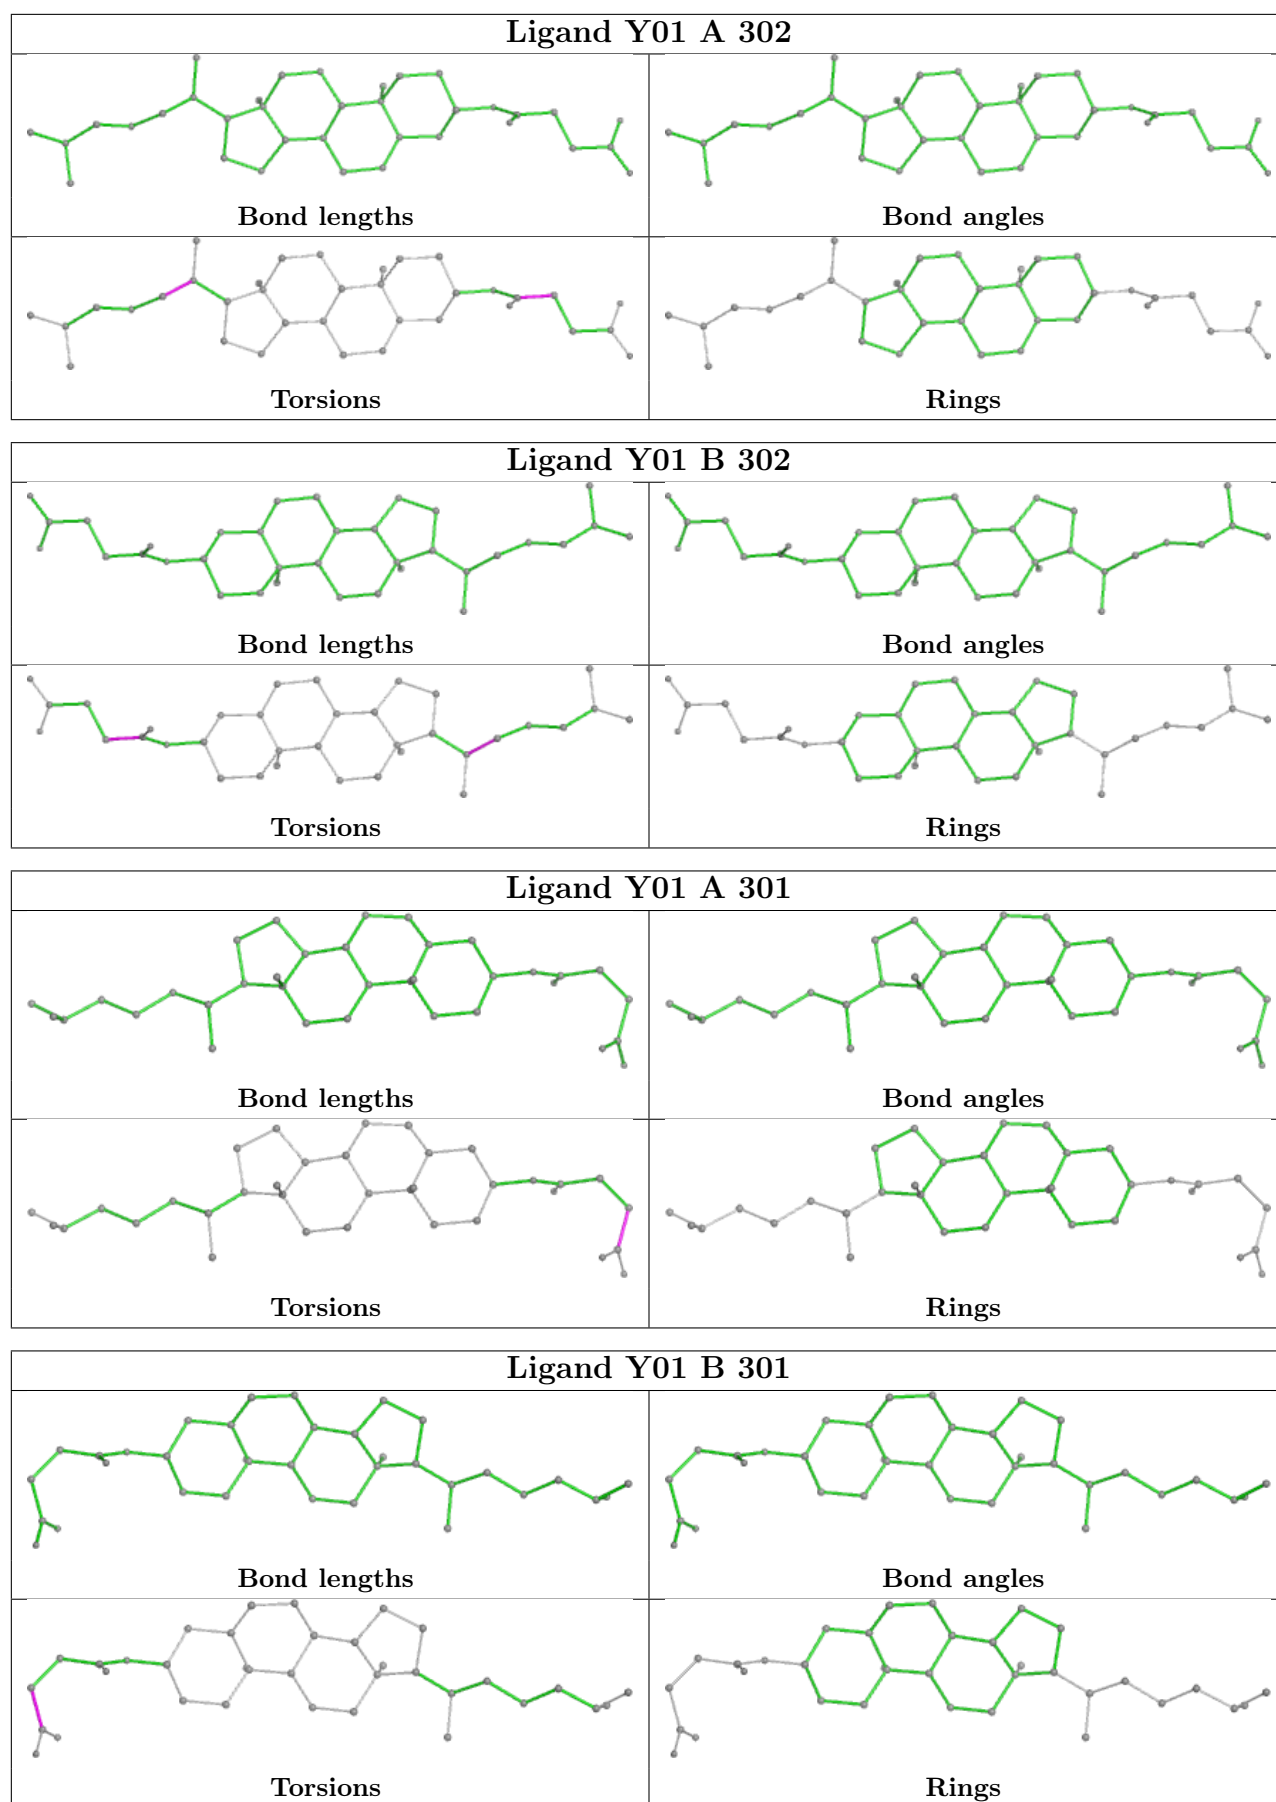 Ligand Y01 A 302
Bond lengths
Bond angles
Torsions
Rings
Ligand Y01 B 302
Bond lengths
Bond angles
Torsions
Rings
Ligand Y01 A 301
Bond lengths
Bond angles
Torsions
Rings
Ligand Y01 B 301
Bond lengths
Bond angles
Torsions
Rings